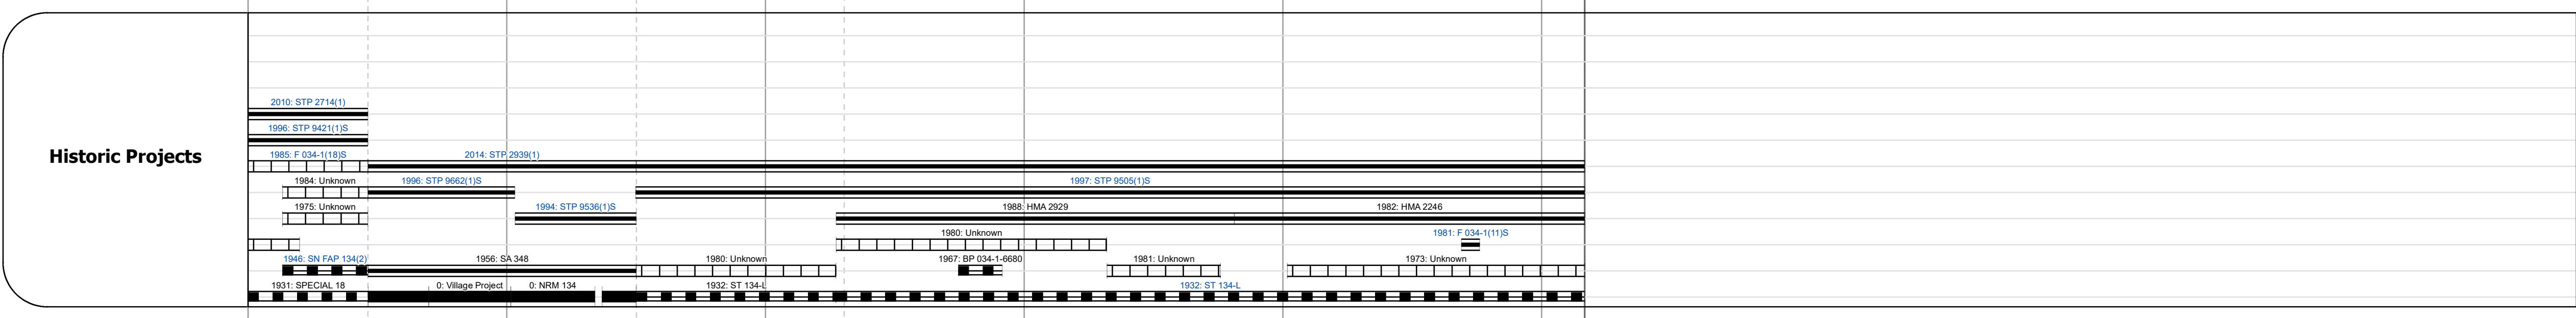 2010: STP 2714(1)
1996: STP 9421(1)S
Historic Projects
1985: F 034-1(18)S 2014: STP 2939(1)
1984: Unknown 1996: STP 9662(1)S 1997: STP 9505(1)S
1975: Unknown 1994: STP 9536(1)S 1988: HMA 2929 1982: HMA 2246
1980: Unknown 1981: F 034-1(11)S
1946: SN FAP 134(2) 1956: SA 348 1980: Unknown 1967: BP 034-1-6680 1981: Unknown 1973: Unknown
1931: SPECIAL 18 0: Village Project 0: NRM 134 1932: ST 134-L 1932: ST 134-L